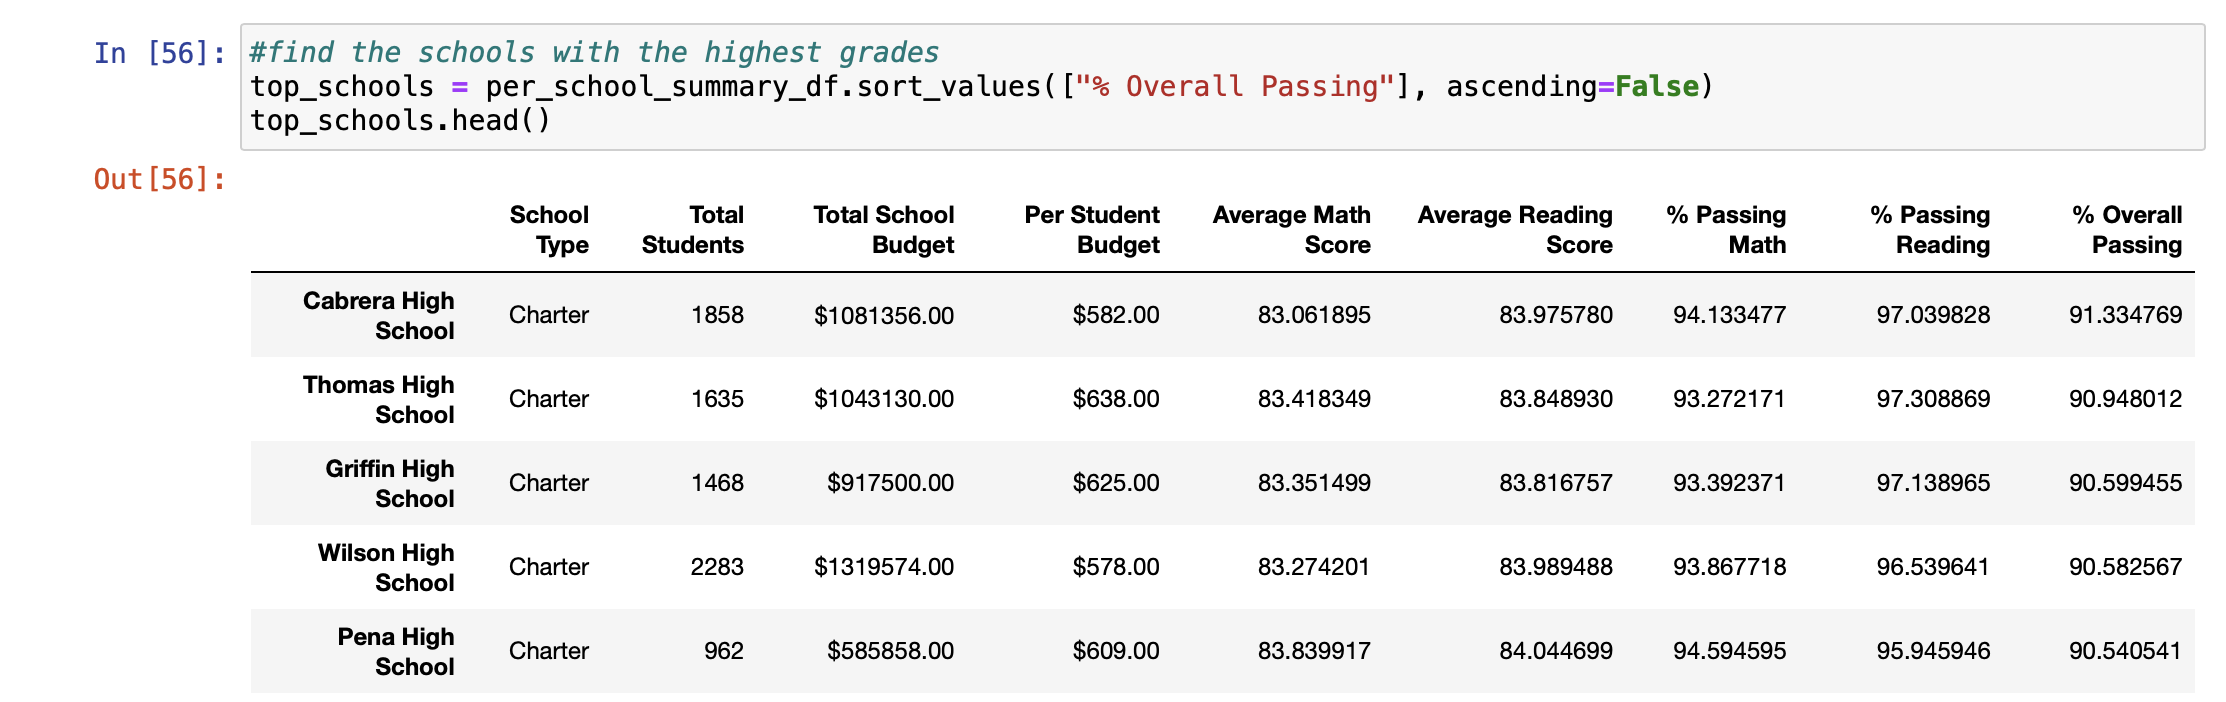 In [56]: #find the schools with the highest grades
top_schools = per_school_summary_df.sort_values(["% Overall Passing"], ascending=False)
top_schools.head()
Out[56]:
School Total Total School Per Student Average Math Average Reading % Passing % Passing % Overall
Type Students Budget Budget Score Score Math Reading Passing
Cabrera High
School Charter 1858 $1081356.00 $582.00 83.061895 83.975780 94.133477 97.039828 91.334769
Thomas High
School Charter 1635 $1043130.00 $638.00 83.418349 83.848930 93.272171 97.308869 90.948012
Griffin High
School Charter 1468 $917500.00 $625.00 83.351499 83.816757 93.392371 97.138965 90.599455
Wilson High
School Charter 2283 $1319574.00 $578.00 83.274201 83.989488 93.867718 96.539641 90.582567
Pena High
School Charter 962 $585858.00 $609.00 83.839917 84.044699 94.594595 95.945946 90.540541